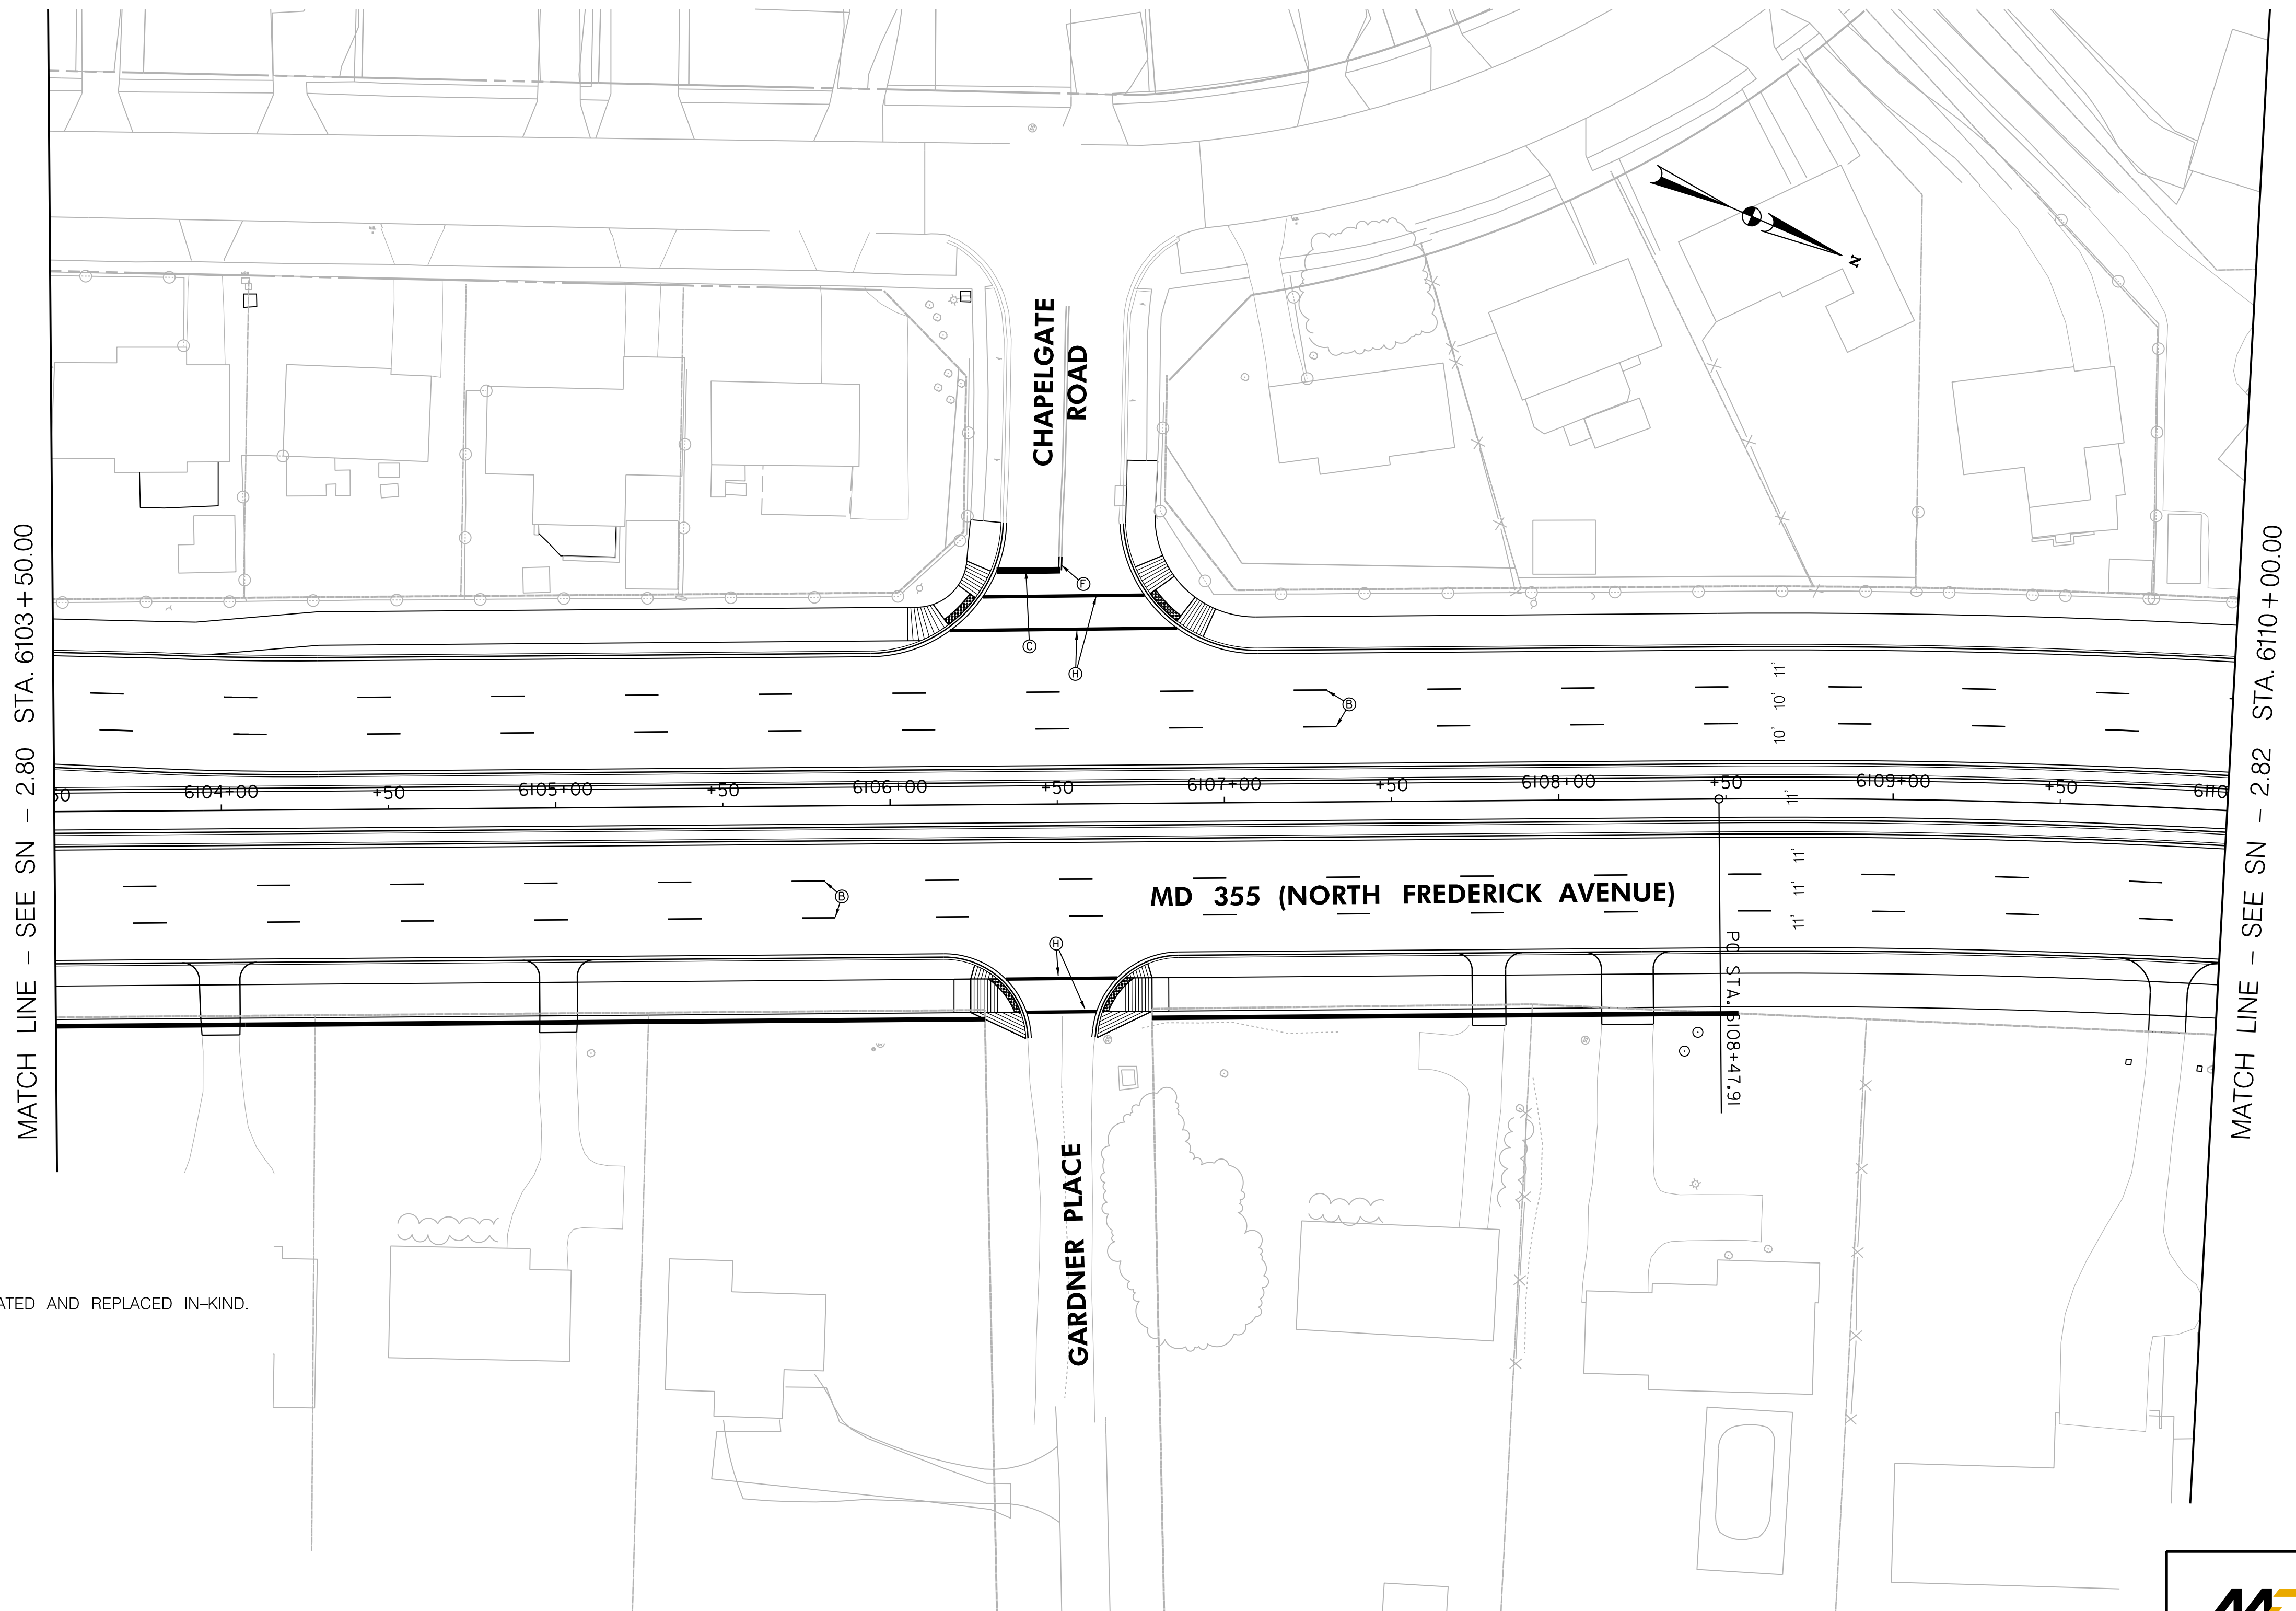 CHAPELGATE
ROAD
N
F
C
H
B
11'
10'
10'
MATCH LINE - SEE SN - 2.80 STA. 6103+50.00
MATCH LINE - SEE SN - 2.82 STA. 6110+00.00
50
6104+00
+50
6105+00
+50
6106+00
+50
6107+00
+50
6108+00
+50
6109+00
+50
6110
11'
B
MD 355 (NORTH FREDERICK AVENUE)
11'
11'
11'
H
PC STA. 6108+47.91
GARDNER PLACE
ATED AND REPLACED IN-KIND.